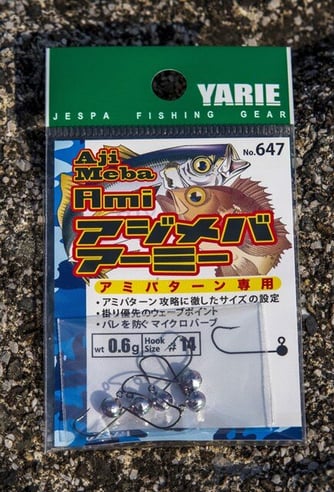 YARIE
JESPA FISHING GEAR
No.647
Aji
Meba
Ami
アジメバ
アーミー
アミパターン専用
・アミパターン攻略に徹したサイズの設定
・掛り優先のウェーブポイント
・バレを防ぐマイクロバーブ
wt 0.6g Hook Size #14